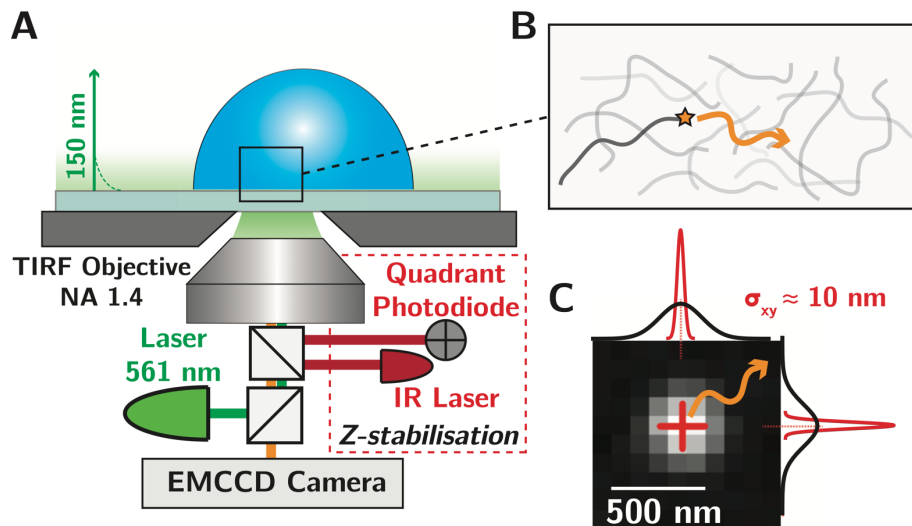 A
150 nm
TIRF Objective
NA 1.4
Laser
561 nm
Quadrant
Photodiode
IR Laser
Z-stabilisation
EMCCD Camera
B
C
σxy ≈ 10 nm
500 nm